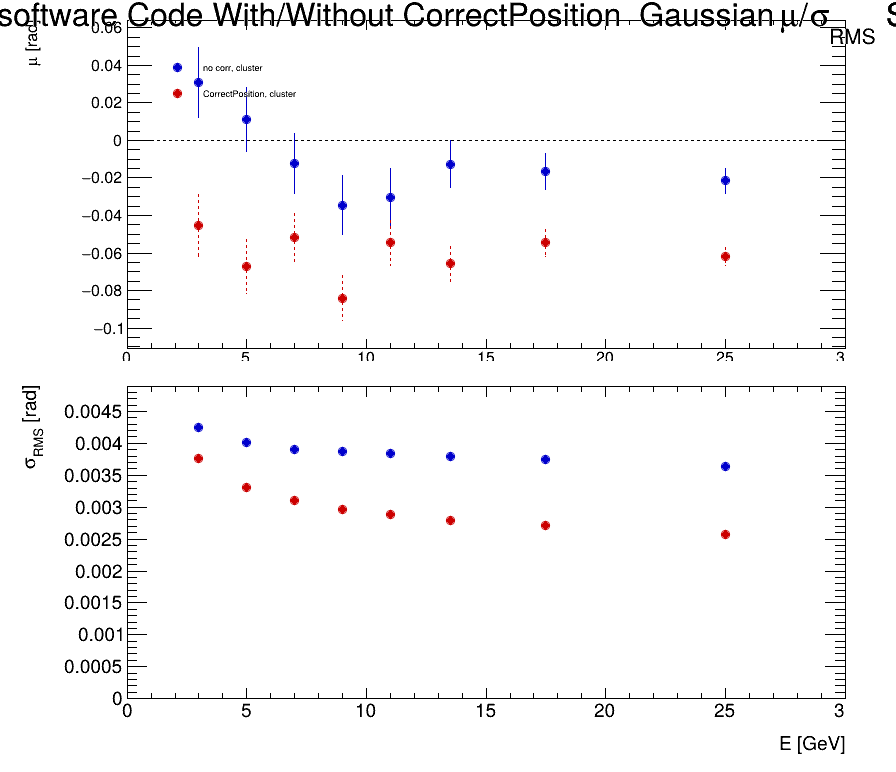 software Code With/Without CorrectPosition Gaussian μ/σRMS S
μ [rad
0.06
0.04
0.02
0
−0.02
−0.04
−0.06
−0.08
−0.1
no corr, cluster
CorrectPosition, cluster
0 5 10 15 20 25 3
σRMS [rad]
0.0045
0.004
0.0035
0.003
0.0025
0.002
0.0015
0.001
0.0005
0
0 5 10 15 20 25 3
E [GeV]